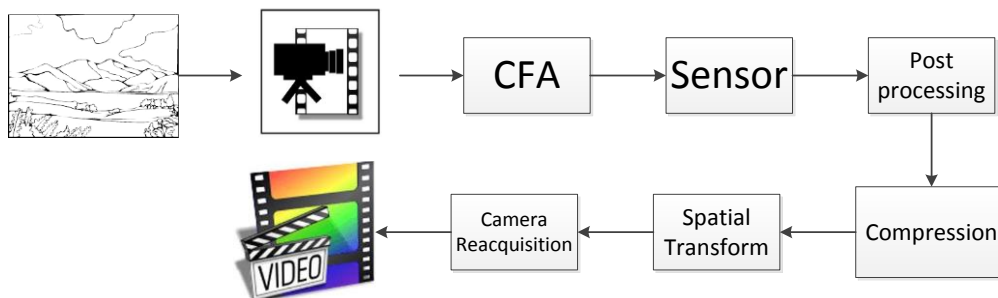 CFA
Sensor
Post
processing
Compression
Spatial
Transform
Camera
Reacquisition
VIDEO